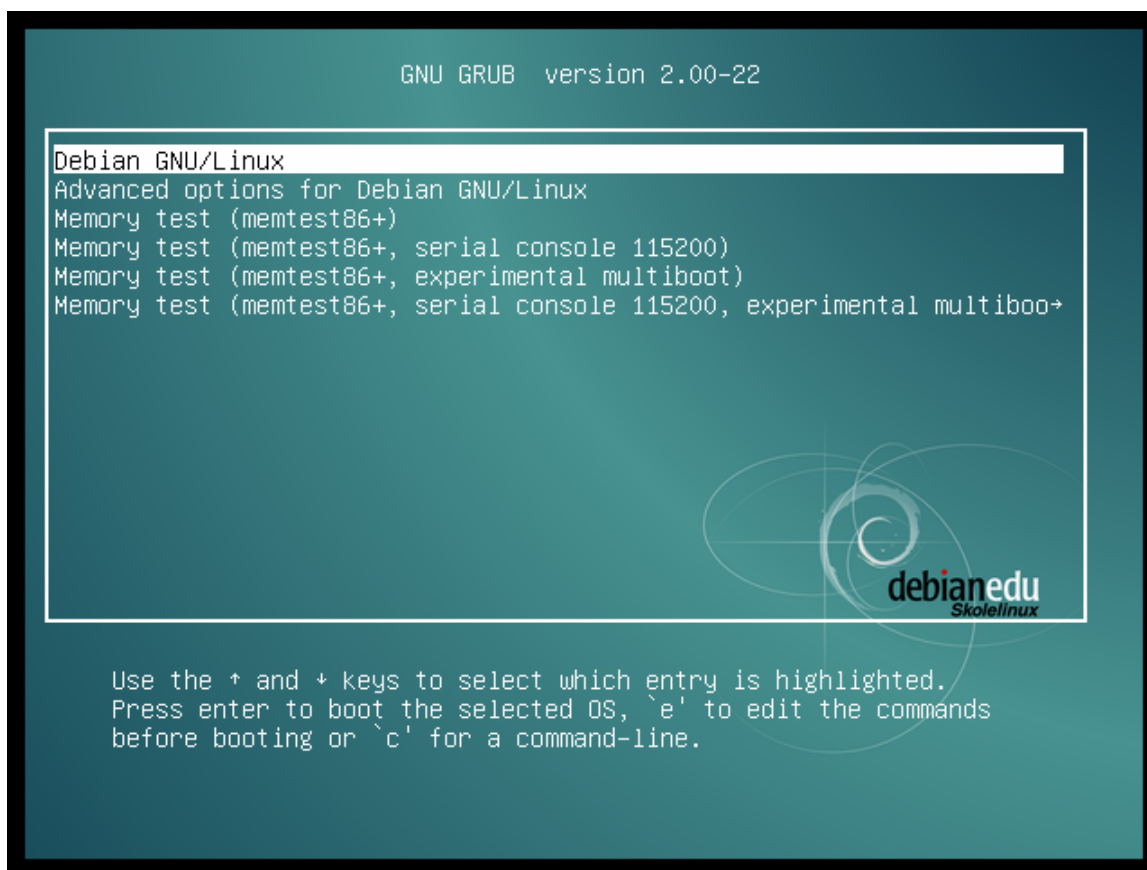 GNU GRUB  version 2.00-22
Debian GNU/Linux
Advanced options for Debian GNU/Linux
Memory test (memtest86+)
Memory test (memtest86+, serial console 115200)
Memory test (memtest86+, experimental multiboot)
Memory test (memtest86+, serial console 115200, experimental multiboo→
debianedu
Skolelinux
Use the ↑ and ↓ keys to select which entry is highlighted.
Press enter to boot the selected OS, `e' to edit the commands
before booting or `c' for a command-line.